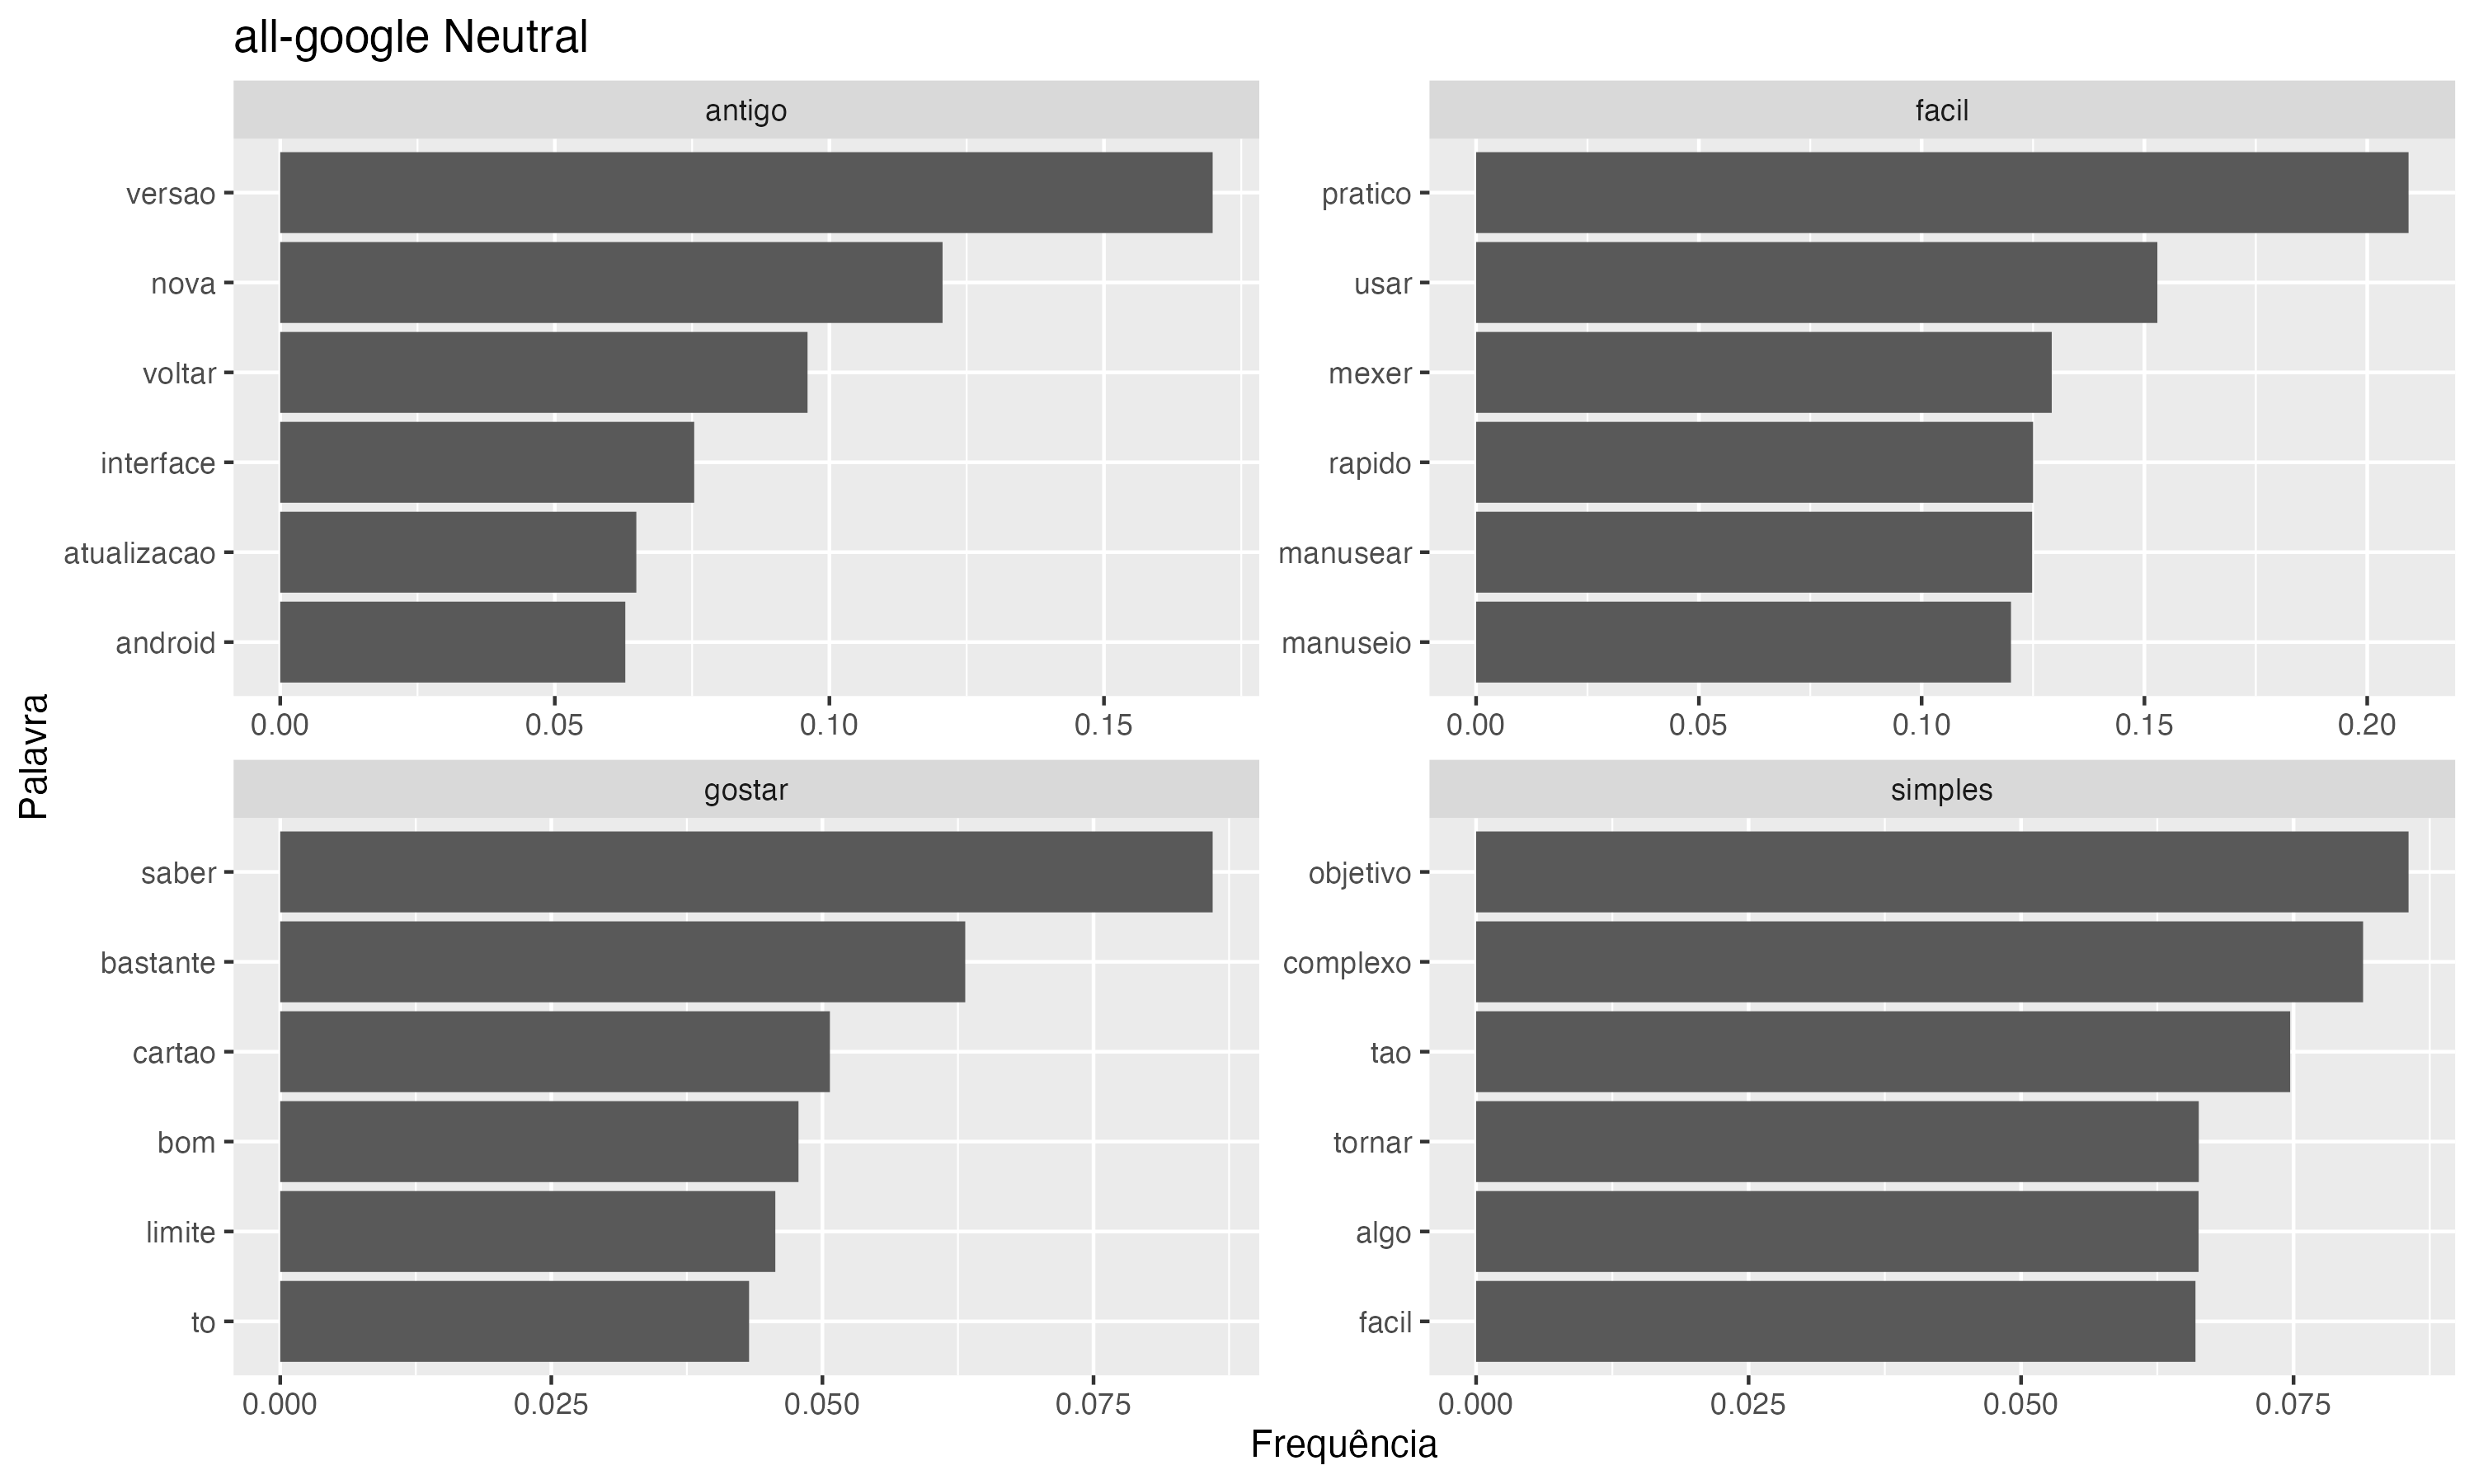 all-google Neutral
antigo
versao
nova
voltar
interface
atualizacao
android
0.00 0.05 0.10 0.15
facil
pratico
usar
mexer
rapido
manusear
manuseio
0.00 0.05 0.10 0.15 0.20
gostar
saber
bastante
cartao
bom
limite
to
0.000 0.025 0.050 0.075
simples
objetivo
complexo
tao
tornar
algo
facil
0.000 0.025 0.050 0.075
Palavra
Frequência